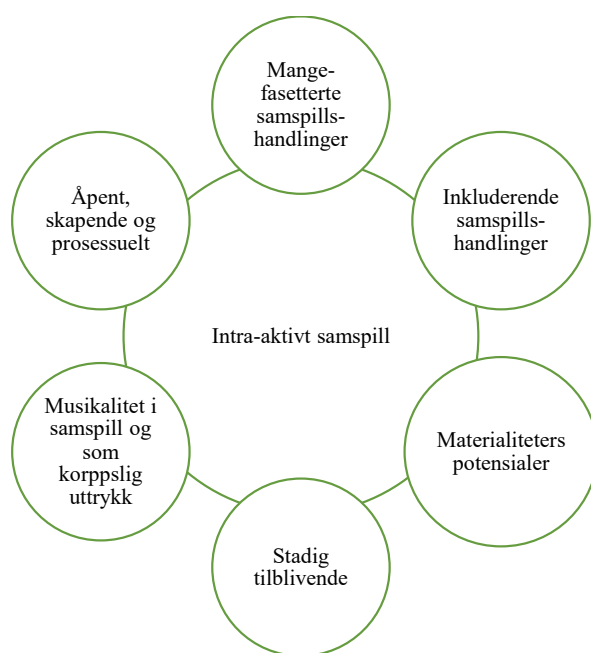 Mange-
fasetterte
samspills-
handlinger
Inkluderende
samspills-
handlinger
Materialiteters
potensialer
Stadig
tilblivende
Musikalitet i
samspill og
som
korppslig
uttrykk
Åpent,
skapende og
prosessuelt
Intra-aktivt samspill